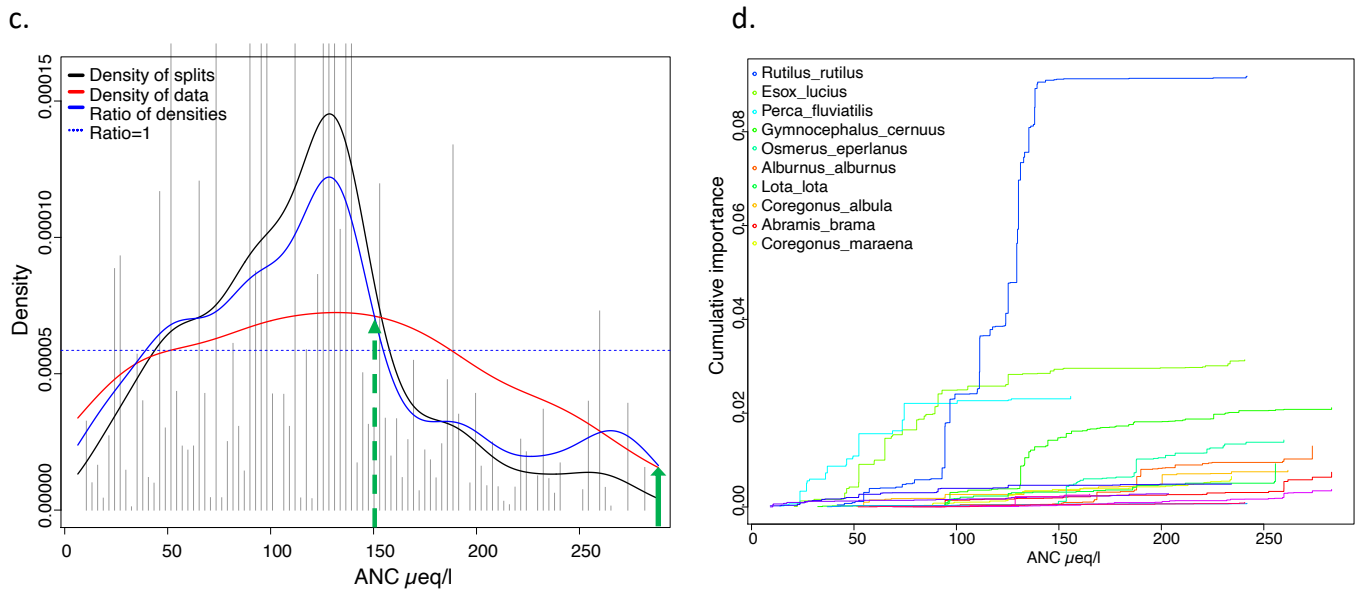 c.
0.00015
0.00010
0.00005
0.00000
Density
Density of splits
Density of data
Ratio of densities
Ratio=1
0
50
100
150
200
250
ANC µeq/l
d.
0.08
0.06
0.04
0.02
0.00
Cumulative importance
Rutilus_rutilus
Esox_lucius
Perca_fluviatilis
Gymnocephalus_cernuus
Osmerus_eperlanus
Alburnus_alburnus
Lota_lota
Coregonus_albula
Abramis_brama
Coregonus_maraena
0
50
100
150
200
250
ANC µeq/l